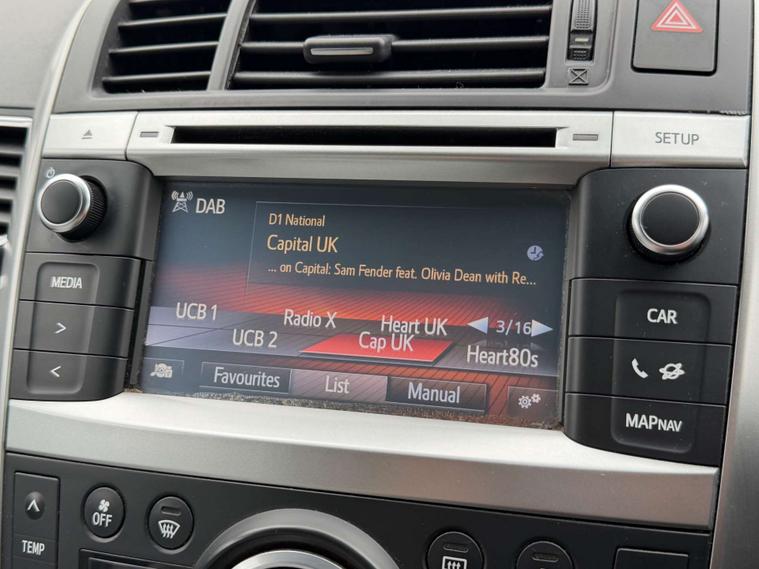 SETUP
DAB
D1 National
Capital UK
... on Capital: Sam Fender feat. Olivia Dean with Re...
MEDIA
>
<
UCB 1
Radio X
Heart UK
3/16
UCB 2
Cap UK
Heart80s
Favourites
List
Manual
CAR
MAPNAV
OFF
TEMP